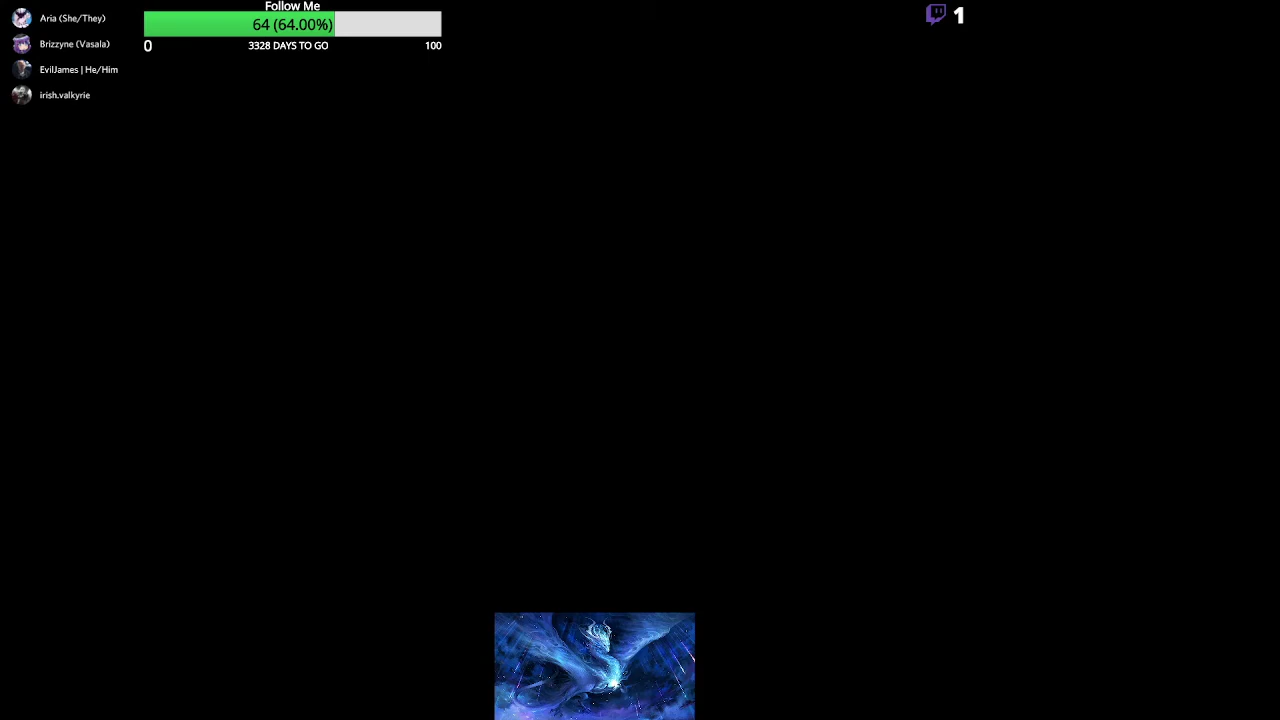 Aria (She/They)
Brizzyne (Vasala)
EvilJames | He/Him
irish.valkyrie
Follow Me
64 (64.00%)
0
3328 DAYS TO GO
100
1